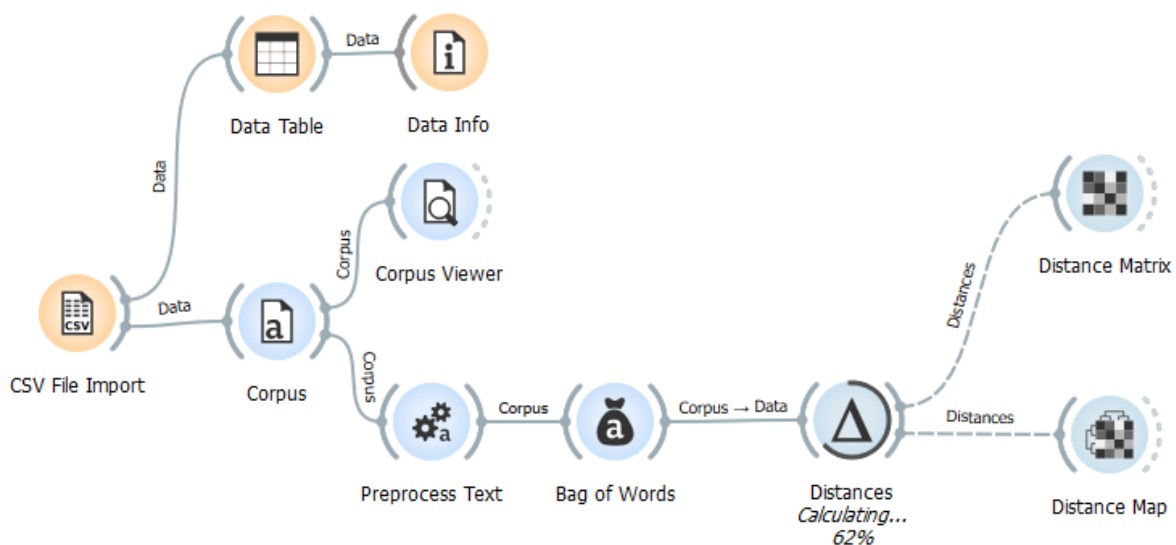 Data
Data Table
Data Info
Data
Corpus
Corpus Viewer
CSV
Data
a
CSV File Import
Corpus
Corpus
a
Corpus
a
Corpus → Data
Δ
Preprocess Text
Bag of Words
Distances
Calculating...
62%
Distances
Distance Matrix
Distances
Distance Map